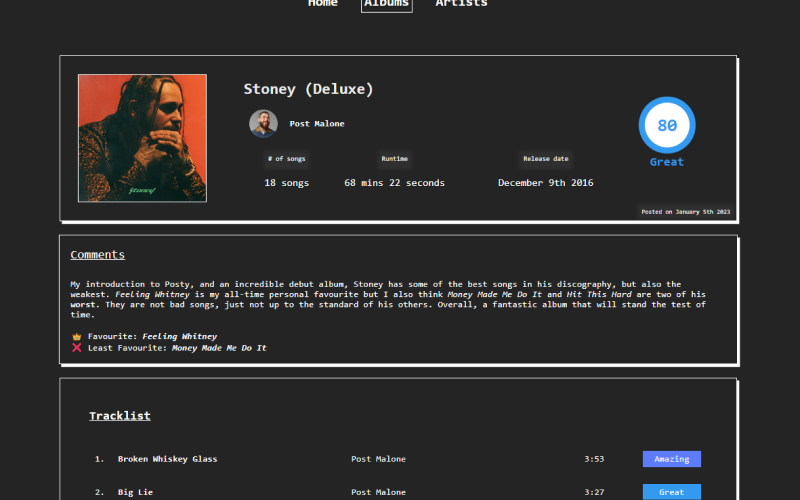 Home Albums Artists
Stoney (Deluxe)
Post Malone
80
Great
# of songs Runtime Release date
18 songs 68 mins 22 seconds December 9th 2016
Posted on January 5th 2023
Stoney
Comments
My introduction to Posty, and an incredible debut album, Stoney has some of the best songs in his discography, but also the
weakest. Feeling Whitney is my all-time personal favourite but I also think Money Made Me Do It and Hit This Hard are two of his
worst. They are not bad songs, just not up to the standard of his others. Overall, a fantastic album that will stand the test of
time.
Favourite: Feeling Whitney
Least Favourite: Money Made Me Do It
Tracklist
1. Broken Whiskey Glass Post Malone 3:53 Amazing
2. Big Lie Post Malone 3:27 Great